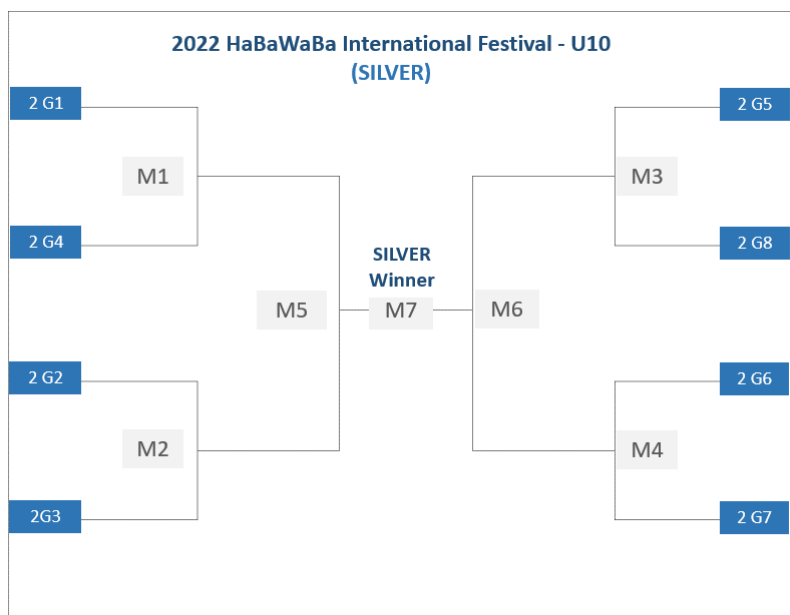 2022 HaBaWaBa International Festival - U10
(SILVER)
2 G1
2 G5
M1
M3
2 G4
2 G8
SILVER
Winner
M5
M7
M6
2 G2
2 G6
M2
M4
2G3
2 G7